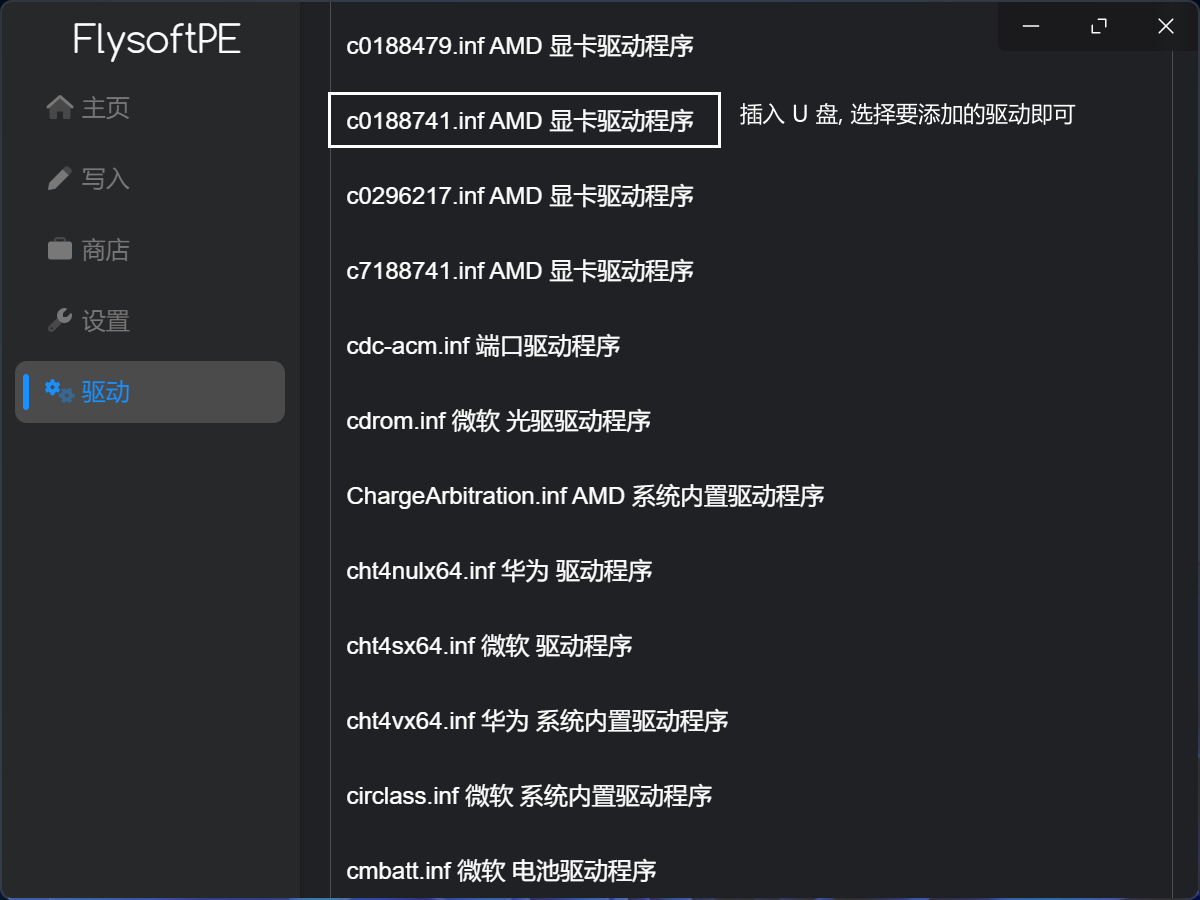 FlysoftPE
主页
写入
商店
设置
驱动
c0188479.inf AMD 显卡驱动程序
c0188741.inf AMD 显卡驱动程序
插入 U 盘, 选择要添加的驱动即可
c0296217.inf AMD 显卡驱动程序
c7188741.inf AMD 显卡驱动程序
cdc-acm.inf 端口驱动程序
cdrom.inf 微软 光驱驱动程序
ChargeArbitration.inf AMD 系统内置驱动程序
cht4nulx64.inf 华为 驱动程序
cht4sx64.inf 微软 驱动程序
cht4vx64.inf 华为 系统内置驱动程序
circlass.inf 微软 系统内置驱动程序
cmbatt.inf 微软 电池驱动程序